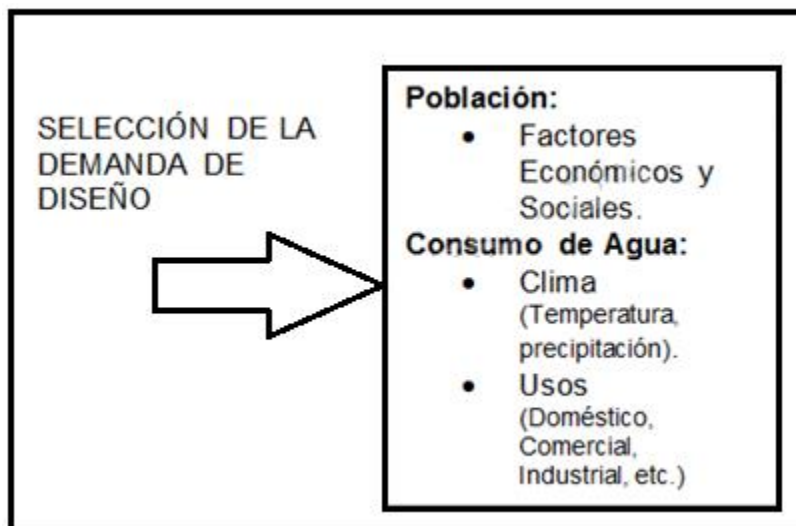 SELECCIÓN DE LA
DEMANDA DE
DISEÑO
Población:
• Factores
Económicos y
Sociales.
Consumo de Agua:
• Clima
(Temperatura,
precipitación).
• Usos
(Doméstico,
Comercial,
Industrial, etc.)